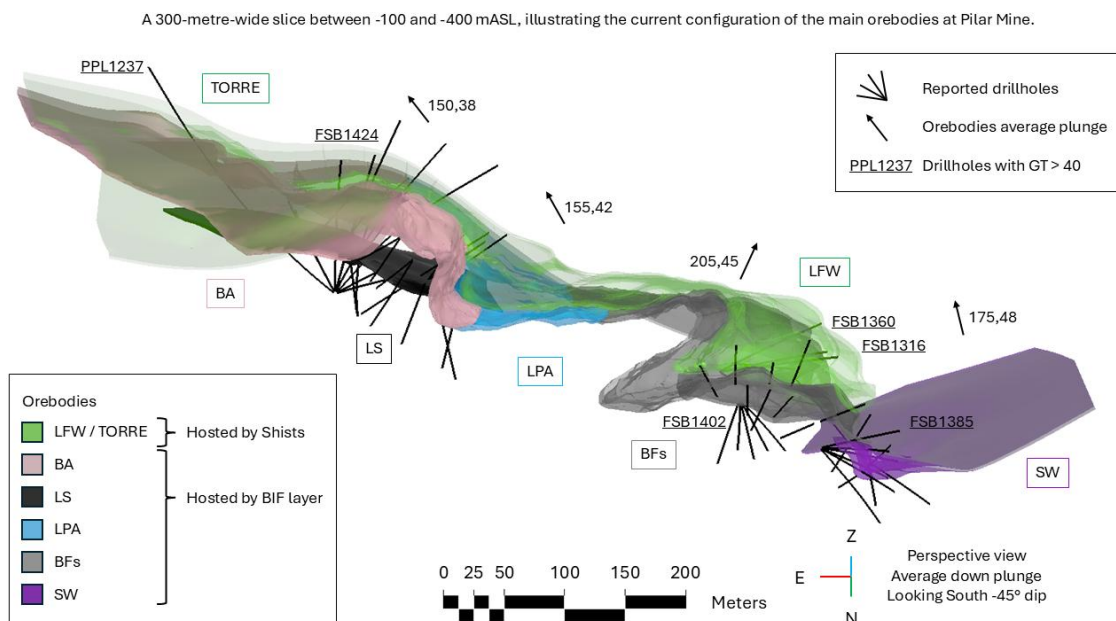 A 300-metre-wide slice between -100 and -400 mASL, illustrating the current configuration of the main orebodies at Pilar Mine.
PPL1237
TORRE
FSB1424
150,38
155,42
205,45
LFW
175,48
FSB1360
FSB1316
BA
LS
LPA
FSB1402
BFs
FSB1385
SW
Reported drillholes
Orebodies average plunge
PPL1237 Drillholes with GT > 40
Orebodies
LFW / TORRE
Hosted by Shists
BA
LS
Hosted by BIF layer
LPA
BFs
SW
0 25 50 100 150 200
Meters
Z
E
N
Perspective view
Average down plunge
Looking South -45° dip